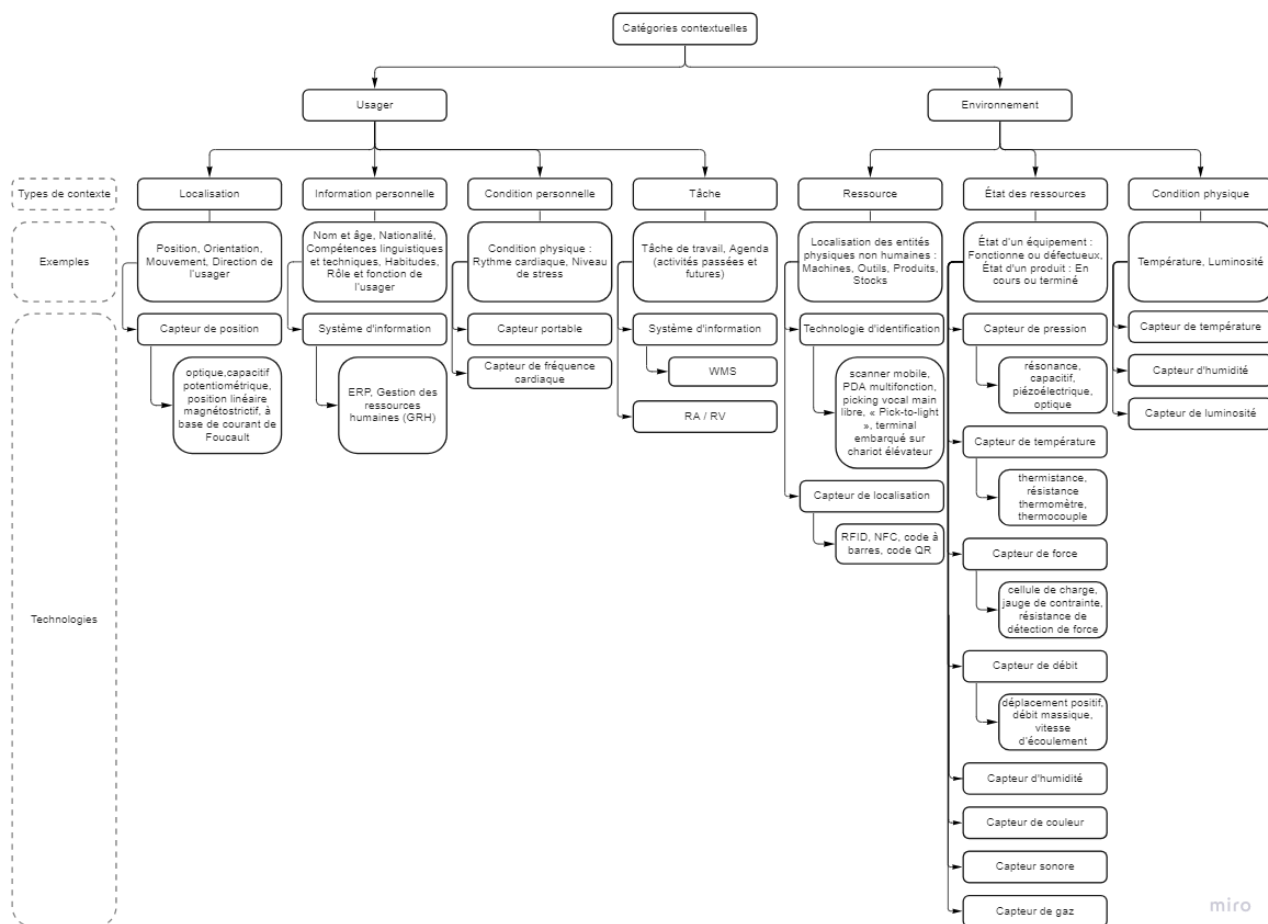 Catégories contextuelles
Usager
Environnement
Types de contexte
Localisation
Information personnelle
Condition personnelle
Tâche
Ressource
État des ressources
Condition physique
Exemples
Position, Orientation,
Mouvement, Direction de
l'usager
Nom et âge, Nationalité,
Compétences linguistiques
et techniques, Habitudes,
Rôle et fonction de
l'usager
Condition physique :
Rythme cardiaque, Niveau
de stress
Tâche de travail, Agenda
(activités passées et
futures)
Localisation des entités
physiques non humaines :
Machines, Outils, Produits,
Stocks
État d'un équipement :
Fonctionne ou défectueux,
État d'un produit : En
cours ou terminé
Température, Luminosité
Technologies
Capteur de position
optique,capacitif
potentiométrique,
position linéaire
magnétostrictif, à
base de courant de
Foucault
Système d'information
ERP, Gestion des
ressources
humaines (GRH)
Capteur portable
Capteur de fréquence
cardiaque
Système d'information
WMS
RA / RV
Technologie d'identification
scanner mobile,
PDA multifonction,
picking vocal main
libre, « Pick-to-light
», terminal
embarqué sur
chariot élévateur
Capteur de localisation
RFID, NFC, code à
barres, code QR
Capteur de pression
résonance,
capacitif,
piézoélectrique,
optique
Capteur de température
thermistance,
résistance
thermomètre,
thermocouple
Capteur de force
cellule de charge,
jauge de contrainte,
résistance de
détection de force
Capteur de débit
déplacement positif,
débit massique,
vitesse
d'écoulement
Capteur d'humidité
Capteur de couleur
Capteur sonore
Capteur de gaz
Capteur de température
Capteur d'humidité
Capteur de luminosité
miro